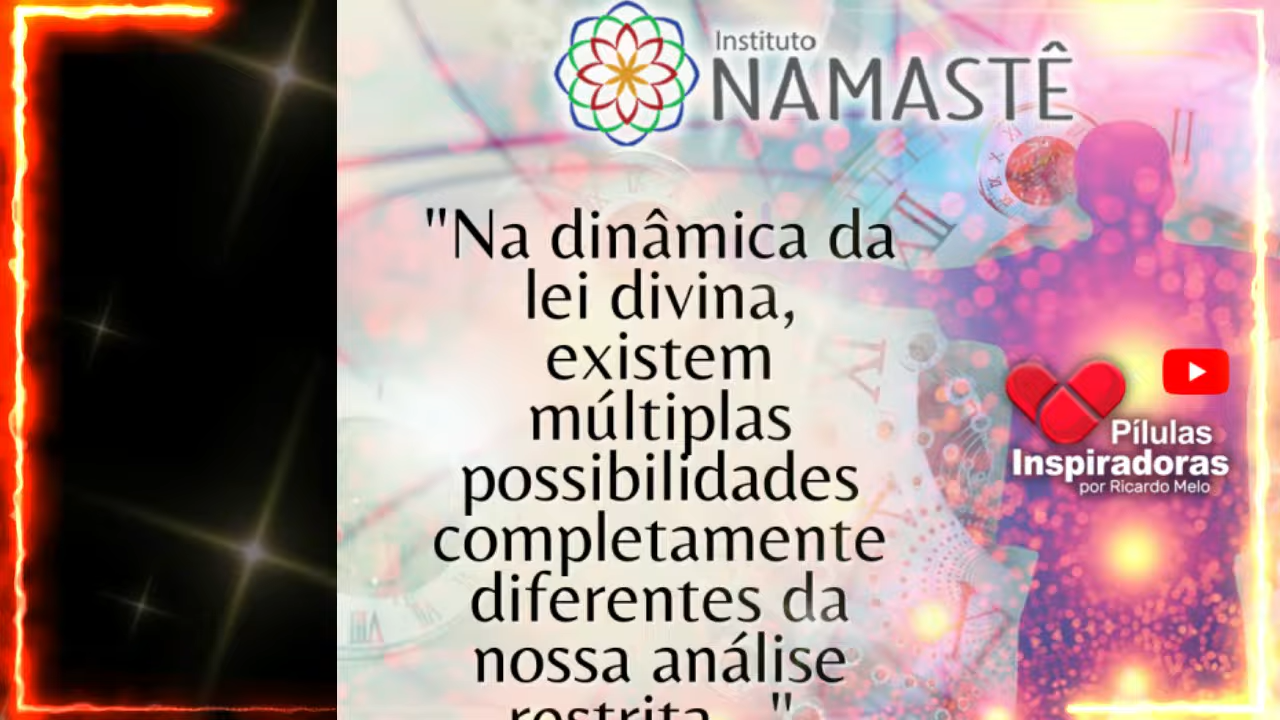 Instituto
NAMASTÊ
"Na dinâmica da
lei divina,
existem
múltiplas
possibilidades
completamente
diferentes da
nossa análise
restrita..."
Pílulas
Inspiradoras
por Ricardo Melo